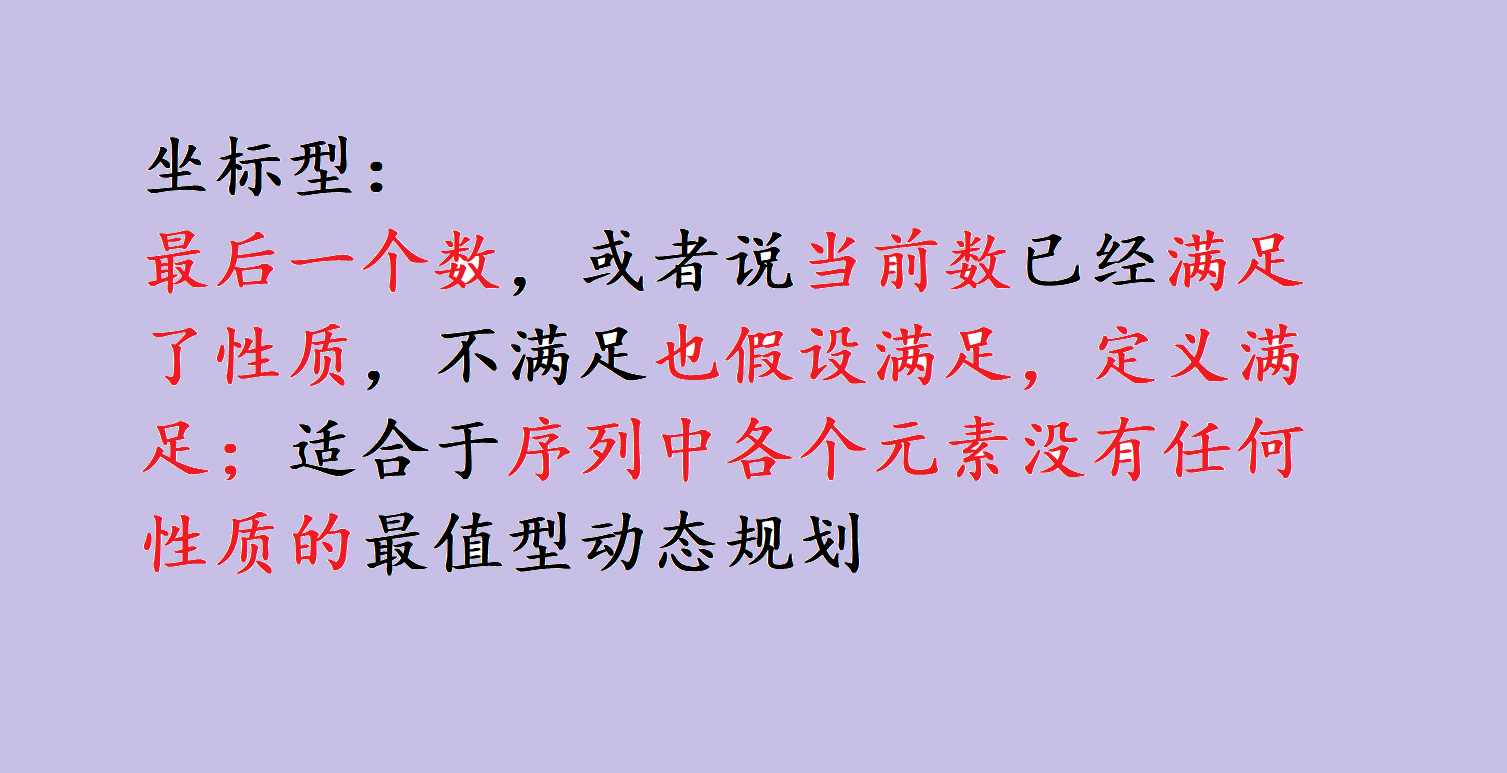 坐标型：
最后一个数，或者说当前数已经满足
了性质，不满足也假设满足，定义满
足；适合于序列中各个元素没有任何
性质的最值型动态规划